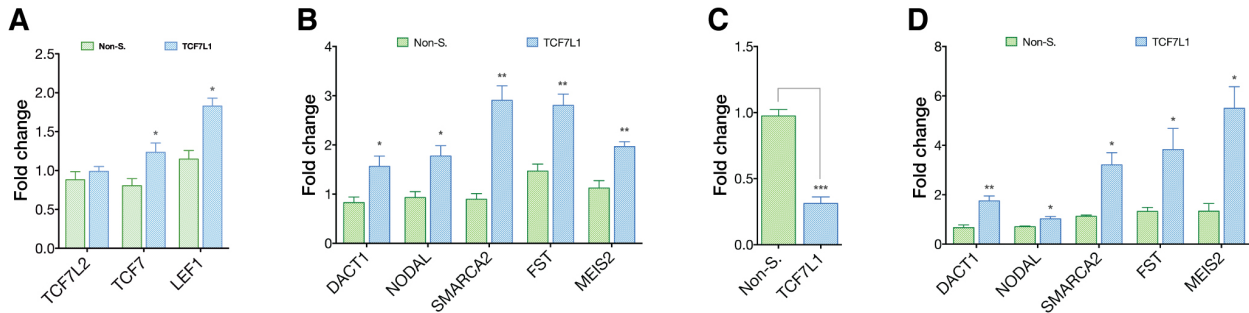 A
Non-S. TCF7L1
Fold change
2.5
2.0
1.5
1.0
0.5
0.0
* *
TCF7L2 TCF7 LEF1
B
Non-S. TCF7L1
Fold change
4
3
2
1
0
* * ** ** **
DACT1 NODAL SMARCA2 FST MEIS2
C
Fold change
1.5
1.0
0.5
0.0
***
Non-S. TCF7L1
D
Non-S. TCF7L1
Fold change
8
6
4
2
0
** * * * *
DACT1 NODAL SMARCA2 FST MEIS2